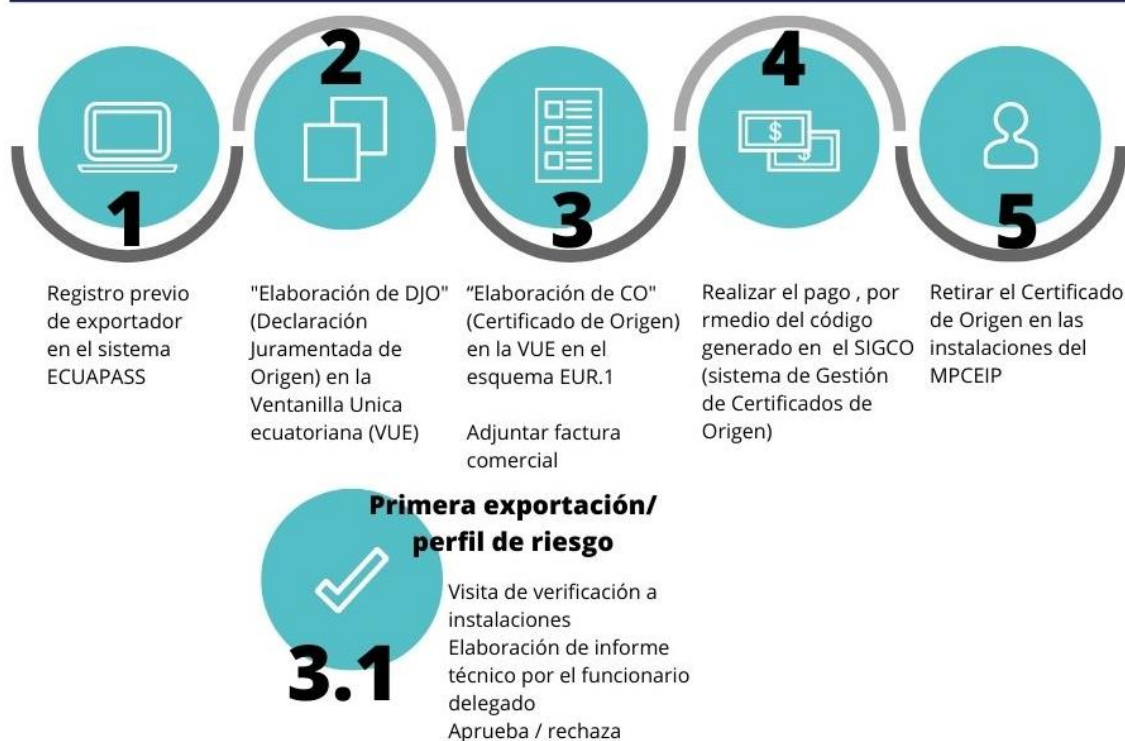 1
Registro previo
de exportador
en el sistema
ECUAPASS
2
"Elaboración de DJO"
(Declaración
Juramentada de
Origen) en la
Ventanilla Unica
ecuatoriana (VUE)
3
“Elaboración de CO"
(Certificado de Origen)
en la VUE en el
esquema EUR.1
Adjuntar factura
comercial
4
Realizar el pago , por
rmedio del código
generado en el SIGCO
(sistema de Gestión
de Certificados de
Origen)
5
Retirar el Certificado
de Origen en las
instalaciones del
MPCEIP
3.1
Primera exportación/
perfil de riesgo
Visita de verificación a
instalaciones
Elaboración de informe
técnico por el funcionario
delegado
Aprueba / rechaza